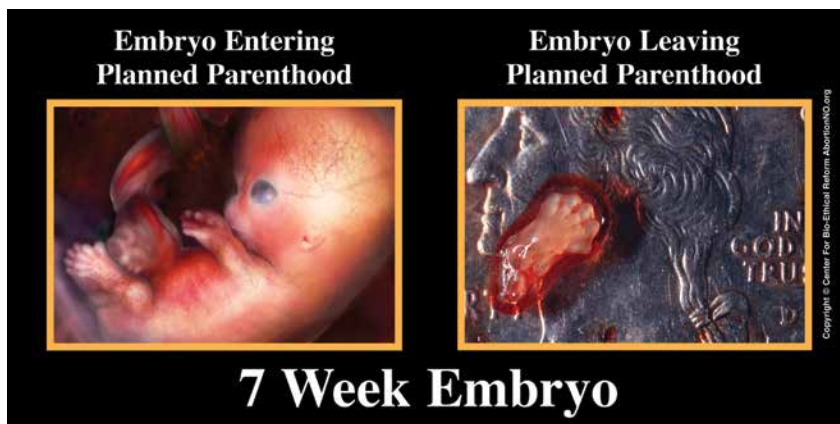 Embryo Entering
Planned Parenthood
Embryo Leaving
Planned Parenthood
IN
GOD
TRUS
D
7 Week Embryo
Copyright © Center For Bio-Ethical Reform AbortionNO.org